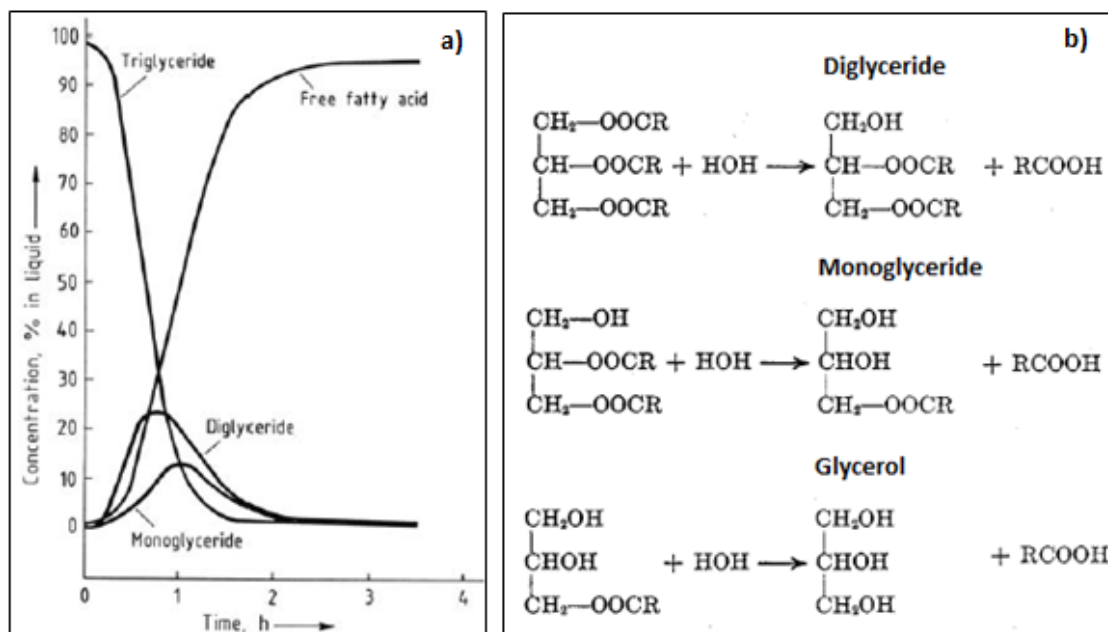 a)
100
90
80
70
60
50
40
30
20
10
0
Concentration, % in liquid
Triglyceride
Free fatty acid
Diglyceride
Monoglyceride
0 1 2 3 4
Time, h
b)
Diglyceride
CH₂—OOCR CH₂OH
CH—OOCR + HOH → CH—OOCR + RCOOH
CH₂—OOCR CH₂—OOCR
Monoglyceride
CH₂—OH CH₂OH
CH—OOCR + HOH → CHOH + RCOOH
CH₂—OOCR CH₂—OOCR
Glycerol
CH₂OH CH₂OH
CHOH + HOH → CHOH + RCOOH
CH₂—OOCR CH₂OH